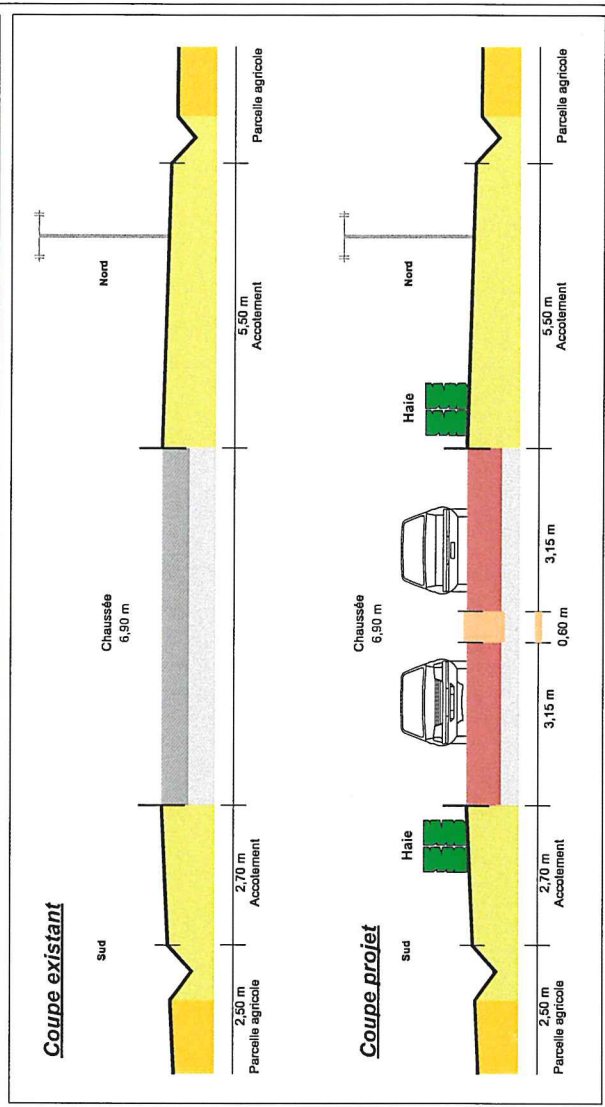 Coupe existant
Sud
Chaussée
6,90 m
Nord
2,50 m
Parcelle agricole
2,70 m
Accotement
5,50 m
Accotement
Parcelle agricole
Coupe projet
Sud
Haie
Chaussée
6,90 m
Haie
Nord
2,50 m
Parcelle agricole
2,70 m
Accotement
3,15 m
0,60 m
3,15 m
5,50 m
Accotement
Parcelle agricole